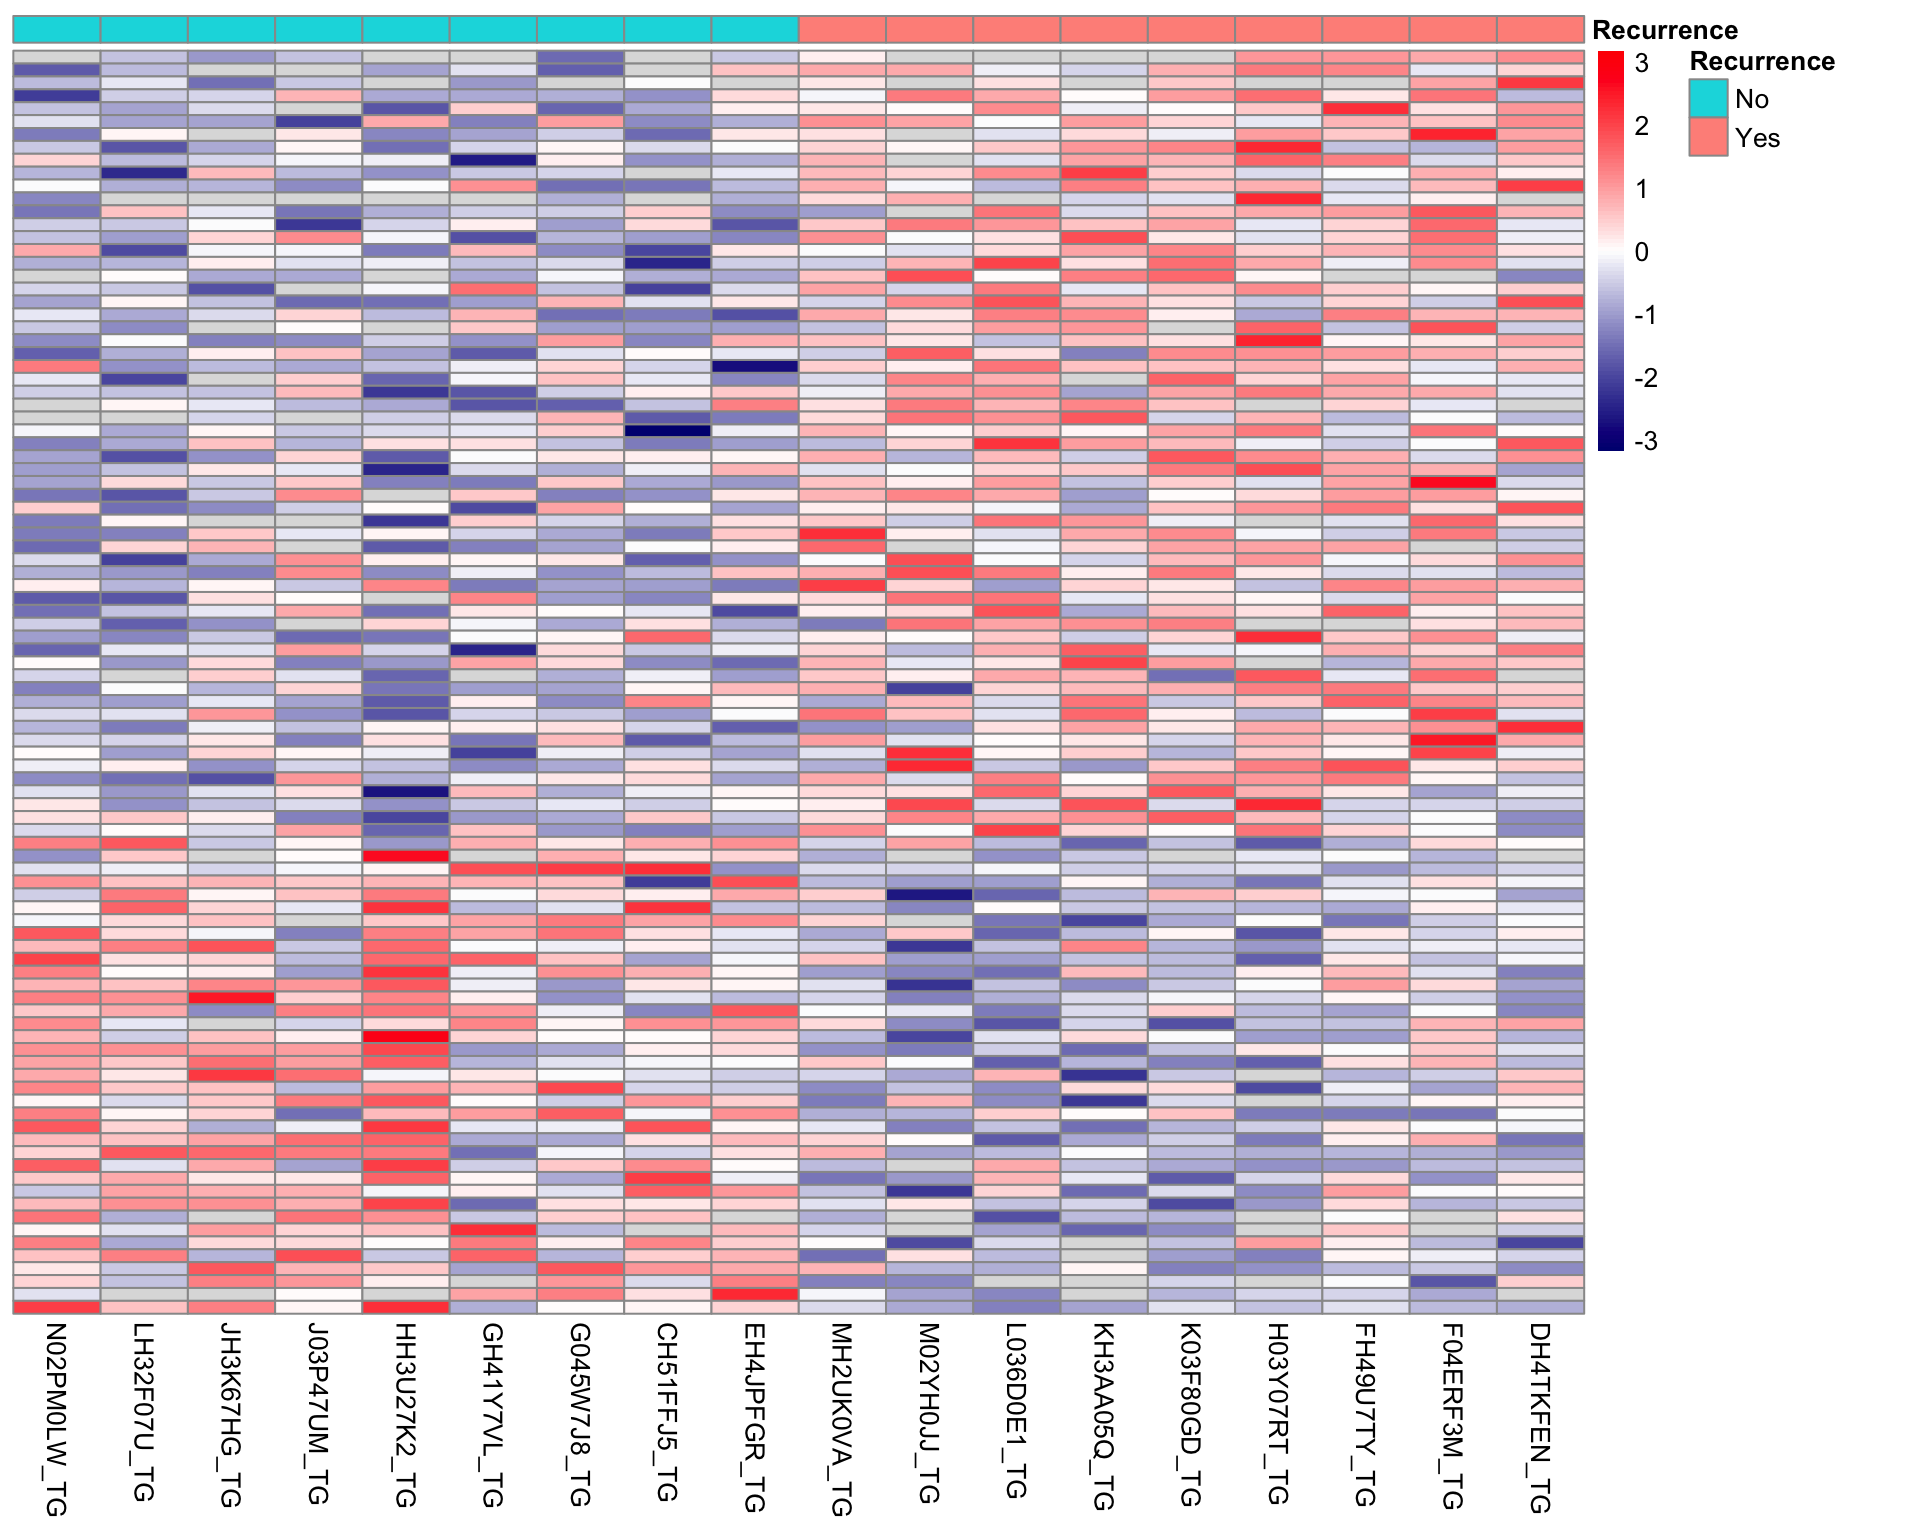 Recurrence
3
2
1
0
-1
-2
-3
Recurrence
No
Yes
N02PM0LW_TG
LH32F07U_TG
JH3K67HG_TG
J03P47UM_TG
HH3U27K2_TG
GH41Y7VL_TG
G045W7J8_TG
CH51FFJ5_TG
EH4JPFGR_TG
MH2UK0VA_TG
M02YH0JJ_TG
L036D0E1_TG
KH3AA05Q_TG
K03F80GD_TG
H03Y07RT_TG
FH49U7TY_TG
F04ERF3M_TG
DH4TKFEN_TG